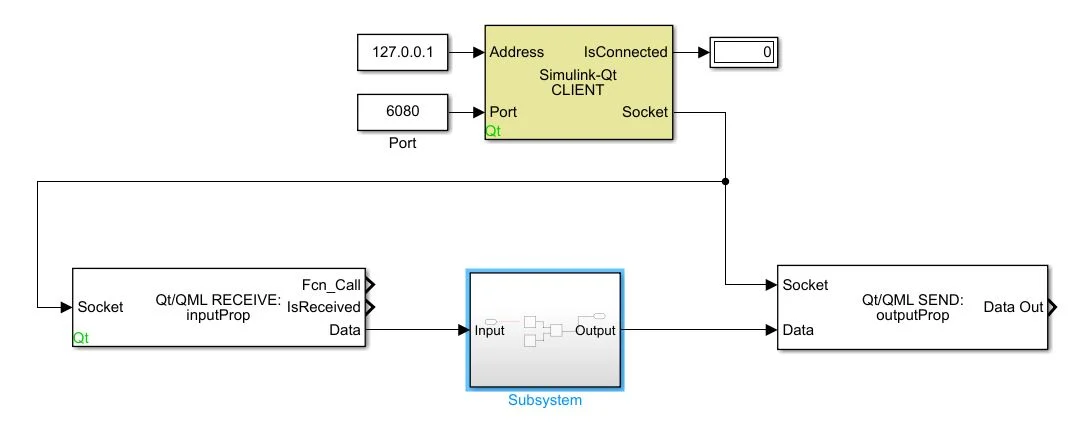 127.0.0.1
Address
IsConnected
0
Simulink-Qt
CLIENT
6080
Port
Socket
Qt
Port
Fcn_Call
Socket
Qt/QML RECEIVE:
IsReceived
inputProp
Data
Qt
Input
Output
Subsystem
Socket
Qt/QML SEND:
Data Out
outputProp
Data